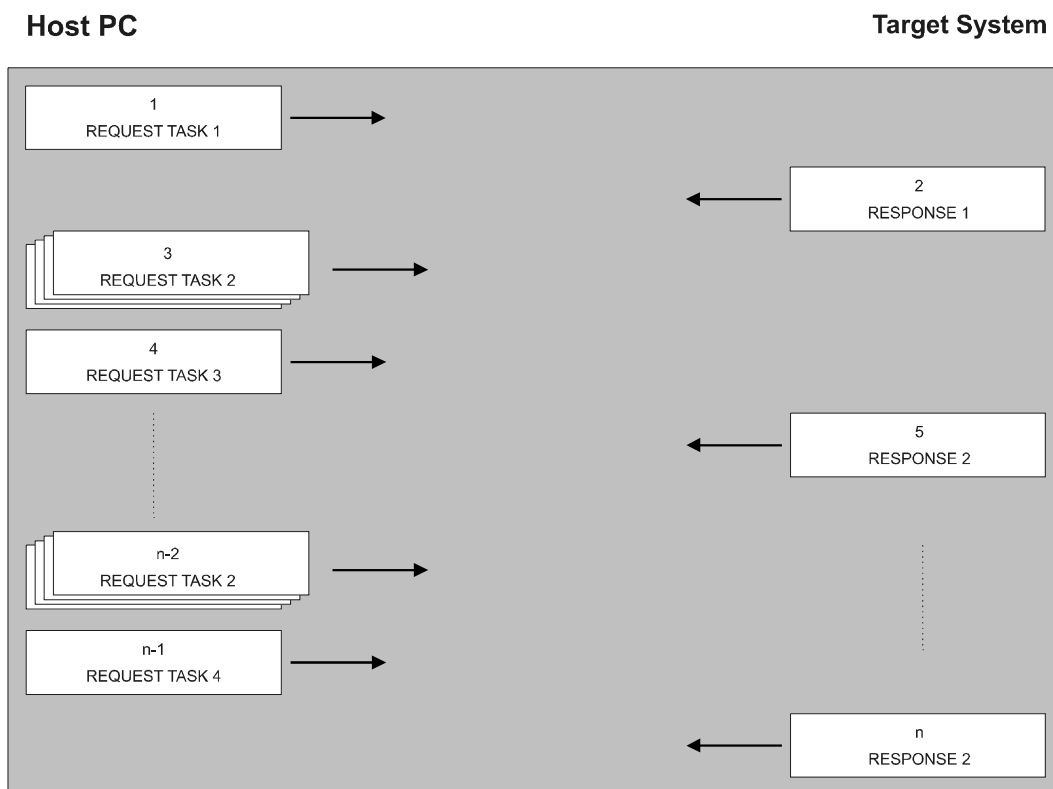 Host PC
Target System
1
REQUEST TASK 1
2
RESPONSE 1
3
REQUEST TASK 2
4
REQUEST TASK 3
5
RESPONSE 2
n-2
REQUEST TASK 2
n-1
REQUEST TASK 4
n
RESPONSE 2